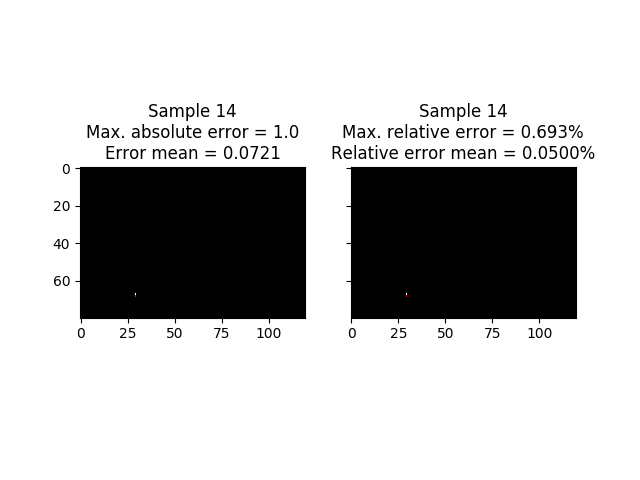 Sample 14
Max. absolute error = 1.0
Error mean = 0.0721
0
20
40
60
0
25
50
75
100
Sample 14
Max. relative error = 0.693%
Relative error mean = 0.0500%
0
25
50
75
100